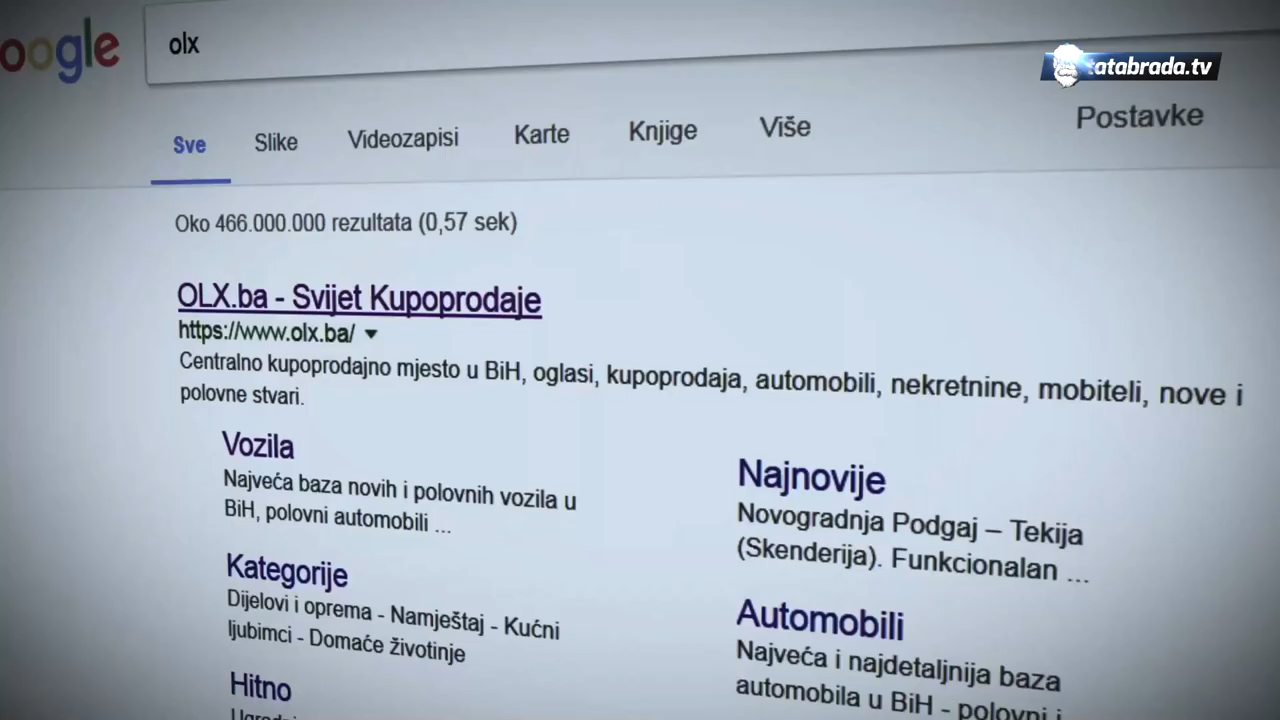 oogle
olx
tatabrada.tv
Sve Slike Videozapisi Karte Knjige Više Postavke
Oko 466.000.000 rezultata (0,57 sek)
OLX.ba - Svijet Kupoprodaje
https://www.olx.ba/
Centralno kupoprodajno mjesto u BiH, oglasi, kupoprodaja, automobili, nekretnine, mobiteli, nove i
polovne stvari.
Vozila
Najveća baza novih i polovnih vozila u
BiH, polovni automobili ...
Kategorije
Dijelovi i oprema - Namještaj - Kućni
ljubimci - Domaće životinje
Hitno
Najnovije
Novogradnja Podgaj – Tekija
(Skenderija). Funkcionalan ...
Automobili
Najveća i najdetaljnija baza
automobila u BiH - polovni i